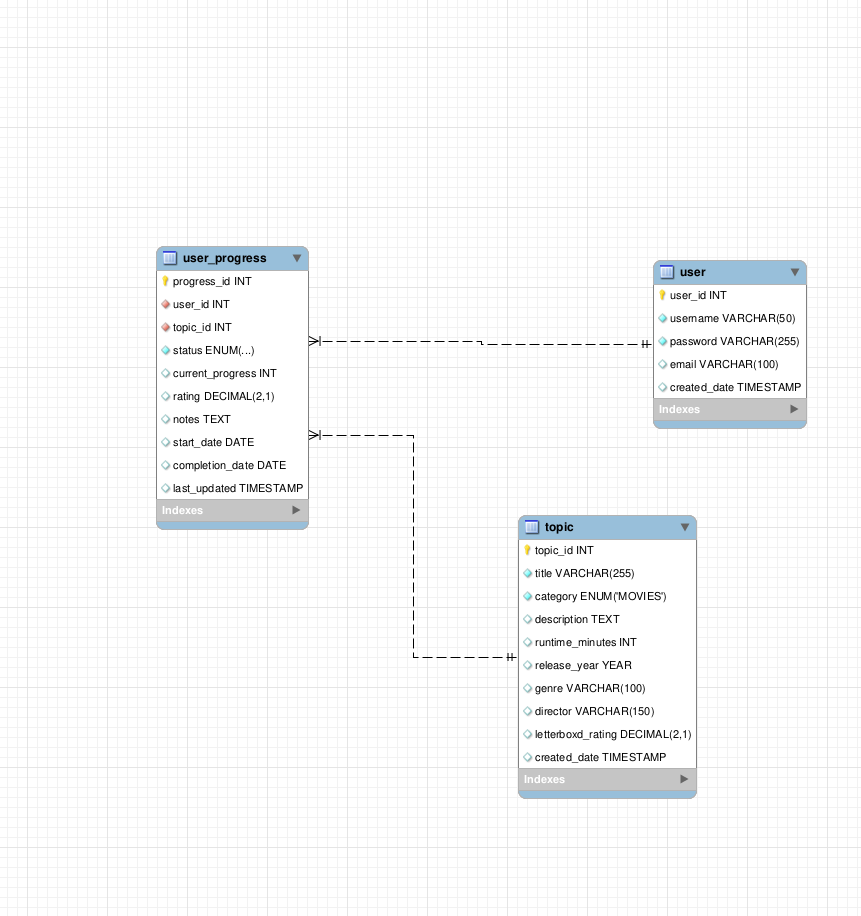 user_progress
progress_id INT
user_id INT
topic_id INT
status ENUM(...)
current_progress INT
rating DECIMAL(2,1)
notes TEXT
start_date DATE
completion_date DATE
last_updated TIMESTAMP
Indexes
user
user_id INT
username VARCHAR(50)
password VARCHAR(255)
email VARCHAR(100)
created_date TIMESTAMP
Indexes
topic
topic_id INT
title VARCHAR(255)
category ENUM('MOVIES')
description TEXT
runtime_minutes INT
release_year YEAR
genre VARCHAR(100)
director VARCHAR(150)
letterboxd_rating DECIMAL(2,1)
created_date TIMESTAMP
Indexes